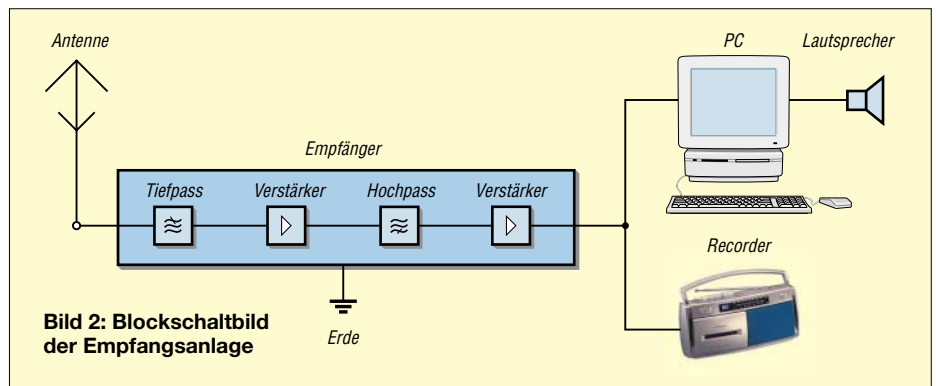 Antenne
PC
Lautsprecher
Empfänger
Tiefpass
Verstärker
Hochpass
Verstärker
Recorder
Erde
Bild 2: Blockschaltbild
der Empfangsanlage